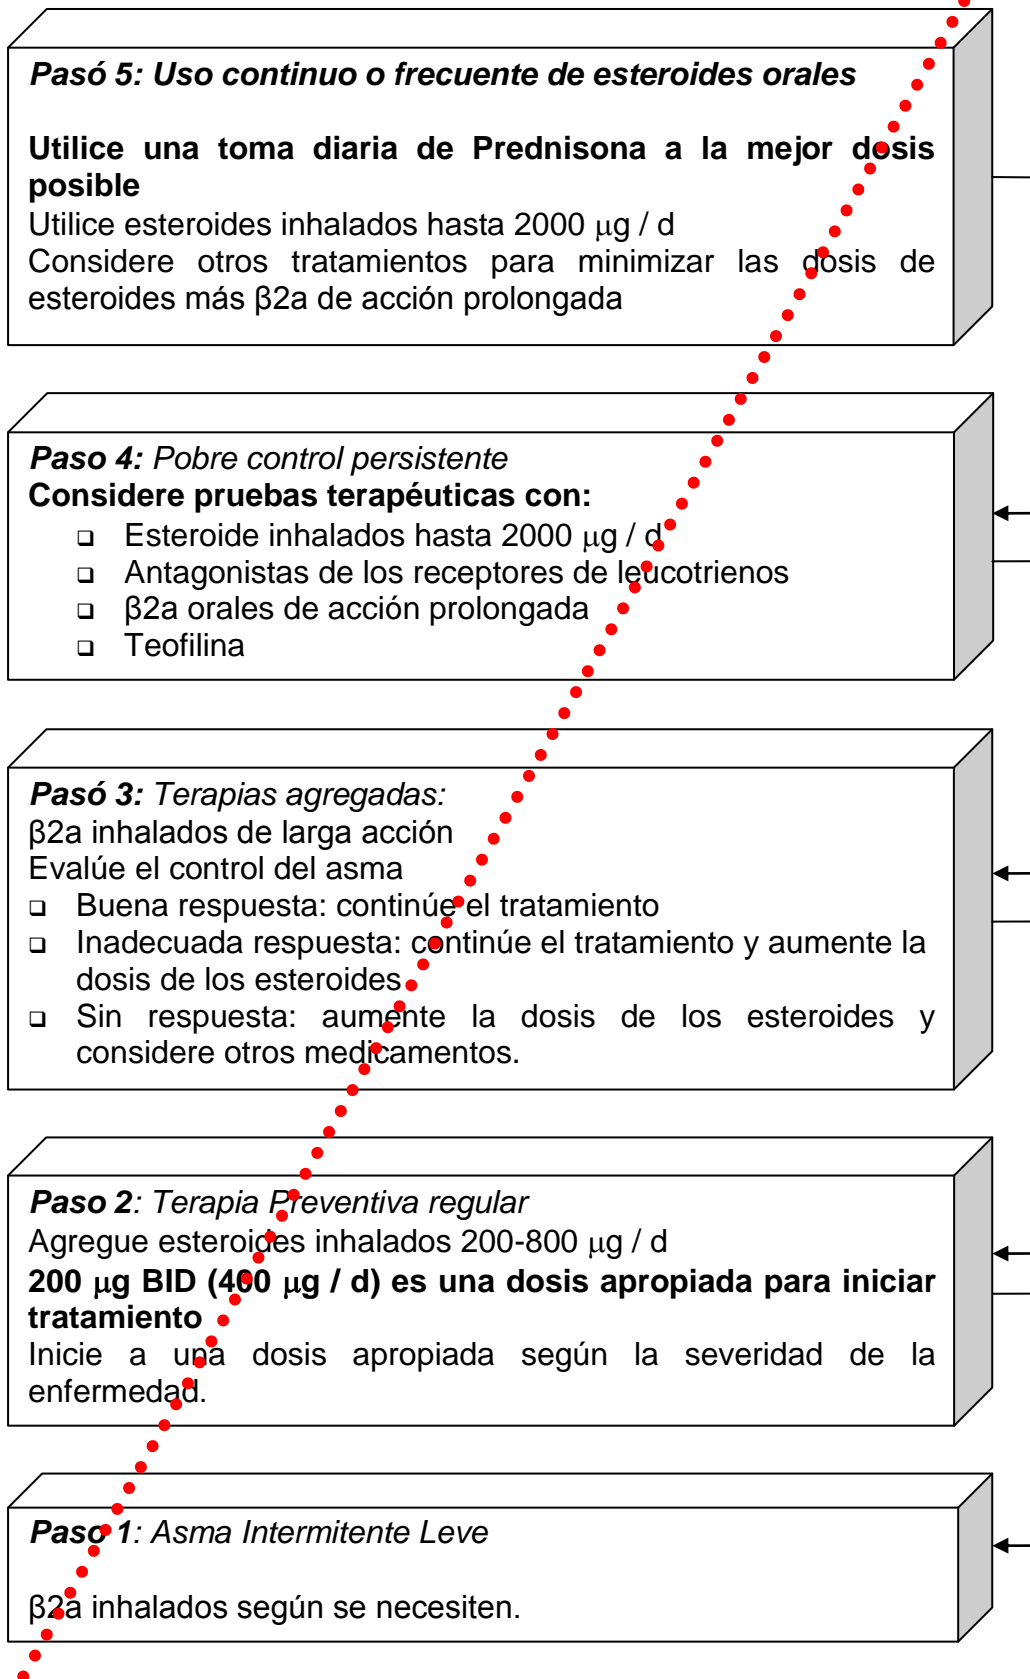 Pasó 5: Uso continuo o frecuente de esteroides orales
Utilice una toma diaria de Prednisona a la mejor dosis
posible
Utilice esteroides inhalados hasta 2000 μg / d
Considere otros tratamientos para minimizar las dosis de
esteroides más β2a de acción prolongada
Paso 4: Pobre control persistente
Considere pruebas terapéuticas con:
❑ Esteroide inhalados hasta 2000 μg / d
❑ Antagonistas de los receptores de leucotrienos
❑ β2a orales de acción prolongada
❑ Teofilina
Pasó 3: Terapias agregadas:
β2a inhalados de larga acción
Evalúe el control del asma
❑ Buena respuesta: continúe el tratamiento
❑ Inadecuada respuesta: continúe el tratamiento y aumente la
dosis de los esteroides
❑ Sin respuesta: aumente la dosis de los esteroides y
considere otros medicamentos.
Paso 2: Terapia Preventiva regular
Agregue esteroides inhalados 200-800 μg / d
200 μg BID (400 μg / d) es una dosis apropiada para iniciar
tratamiento
Inicie a una dosis apropiada según la severidad de la
enfermedad.
Paso 1: Asma Intermitente Leve
β2a inhalados según se necesiten.